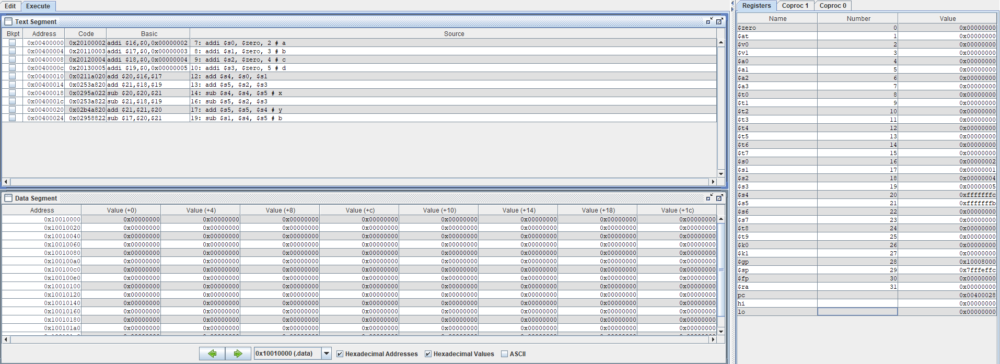 Edit Execute
Text Segment
Bkpt Address Code Basic Source
0x00400000 0x20100002 addi $16,$0,0x00000002 7: addi $s0, $zero, 2 # a
0x00400004 0x20110003 addi $17,$0,0x00000003 8: addi $s1, $zero, 3 # b
0x00400008 0x20120004 addi $18,$0,0x00000004 9: addi $s2, $zero, 4 # c
0x0040000c 0x20130005 addi $19,$0,0x00000005 10: addi $s3, $zero, 5 # d
0x00400010 0x0211a020 add $20,$16,$17 12: add $s4, $s0, $s1
0x00400014 0x0253a820 add $21,$18,$19 13: add $s5, $s2, $s3
0x00400018 0x0295a022 sub $20,$20,$21 14: sub $s4, $s4, $s5 # x
0x0040001c 0x0253a822 sub $21,$18,$19 16: sub $s5, $s2, $s3
0x00400020 0x02b4a820 add $21,$21,$20 17: add $s5, $s5, $s4 # y
0x00400024 0x02958822 sub $17,$20,$21 19: sub $s1, $s4, $s5 # b
Data Segment
Address Value (+0) Value (+4) Value (+8) Value (+c) Value (+10) Value (+14) Value (+18) Value (+1c)
0x10010000 0x00000000 0x00000000 0x00000000 0x00000000 0x00000000 0x00000000 0x00000000 0x00000000
0x10010020 0x00000000 0x00000000 0x00000000 0x00000000 0x00000000 0x00000000 0x00000000 0x00000000
0x10010040 0x00000000 0x00000000 0x00000000 0x00000000 0x00000000 0x00000000 0x00000000 0x00000000
0x10010060 0x00000000 0x00000000 0x00000000 0x00000000 0x00000000 0x00000000 0x00000000 0x00000000
0x10010080 0x00000000 0x00000000 0x00000000 0x00000000 0x00000000 0x00000000 0x00000000 0x00000000
0x100100a0 0x00000000 0x00000000 0x00000000 0x00000000 0x00000000 0x00000000 0x00000000 0x00000000
0x100100c0 0x00000000 0x00000000 0x00000000 0x00000000 0x00000000 0x00000000 0x00000000 0x00000000
0x100100e0 0x00000000 0x00000000 0x00000000 0x00000000 0x00000000 0x00000000 0x00000000 0x00000000
0x10010100 0x00000000 0x00000000 0x00000000 0x00000000 0x00000000 0x00000000 0x00000000 0x00000000
0x10010120 0x00000000 0x00000000 0x00000000 0x00000000 0x00000000 0x00000000 0x00000000 0x00000000
0x10010140 0x00000000 0x00000000 0x00000000 0x00000000 0x00000000 0x00000000 0x00000000 0x00000000
0x10010160 0x00000000 0x00000000 0x00000000 0x00000000 0x00000000 0x00000000 0x00000000 0x00000000
0x10010180 0x00000000 0x00000000 0x00000000 0x00000000 0x00000000 0x00000000 0x00000000 0x00000000
0x100101a0 0x00000000 0x00000000 0x00000000 0x00000000 0x00000000 0x00000000 0x00000000 0x00000000
0x10010000 (.data) Hexadecimal Addresses Hexadecimal Values ASCII
Registers Coproc 1 Coproc 0
Name Number Value
$zero 0 0x00000000
$at 1 0x00000000
$v0 2 0x00000000
$v1 3 0x00000000
$a0 4 0x00000000
$a1 5 0x00000000
$a2 6 0x00000000
$a3 7 0x00000000
$t0 8 0x00000000
$t1 9 0x00000000
$t2 10 0x00000000
$t3 11 0x00000000
$t4 12 0x00000000
$t5 13 0x00000000
$t6 14 0x00000000
$t7 15 0x00000000
$s0 16 0x00000002
$s1 17 0x00000001
$s2 18 0x00000004
$s3 19 0x00000005
$s4 20 0xfffffffc
$s5 21 0xfffffffb
$s6 22 0x00000000
$s7 23 0x00000000
$t8 24 0x00000000
$t9 25 0x00000000
$k0 26 0x00000000
$k1 27 0x00000000
$gp 28 0x10008000
$sp 29 0x7fffeffc
$fp 30 0x00000000
$ra 31 0x00000000
pc 0x00400028
hi 0x00000000
lo 0x00000000